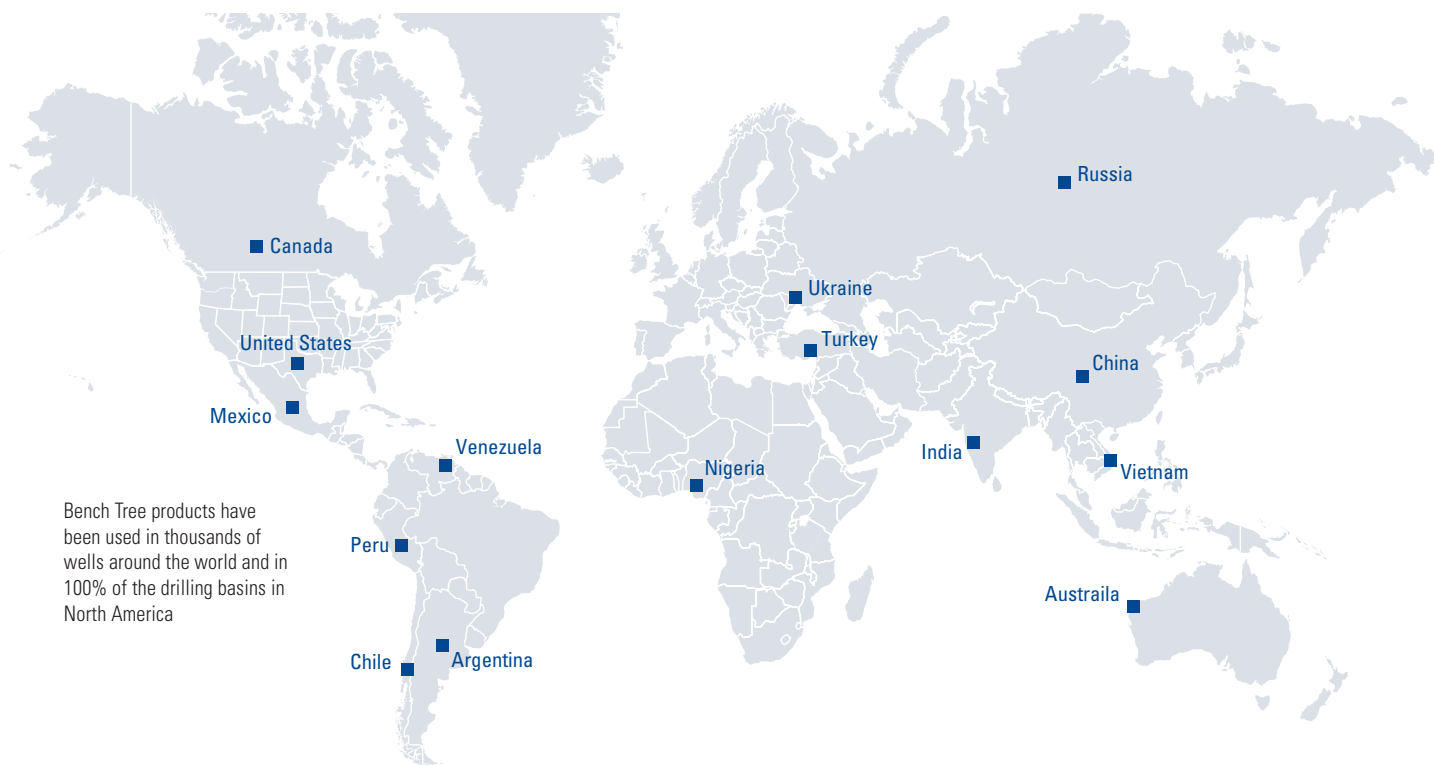 Russia
Canada
Ukraine
United States
Turkey
China
Mexico
Venezuela
India
Nigeria
Vietnam
Bench Tree products have
been used in thousands of
wells around the world and in
100% of the drilling basins in
North America
Peru
Austraila
Chile
Argentina